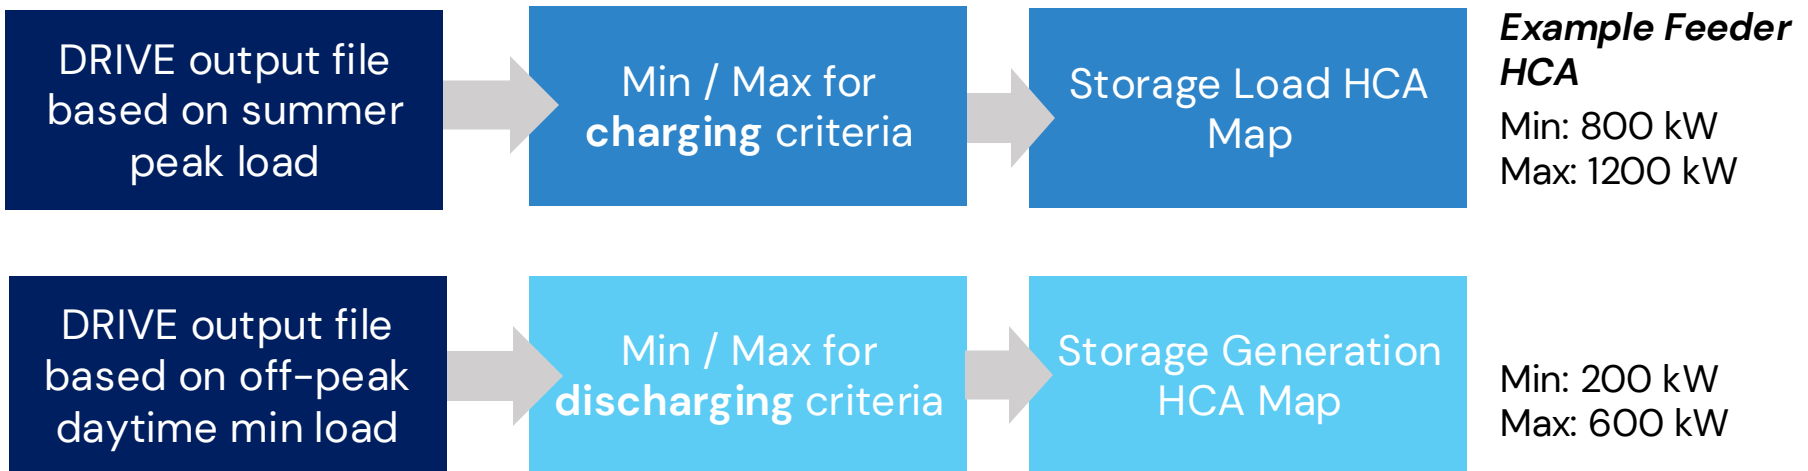 DRIVE output file
based on summer
peak load
Min / Max for
charging criteria
Storage Load HCA
Map
Example Feeder
HCA
Min: 800 kW
Max: 1200 kW
DRIVE output file
based on off-peak
daytime min load
Min / Max for
discharging criteria
Storage Generation
HCA Map
Min: 200 kW
Max: 600 kW